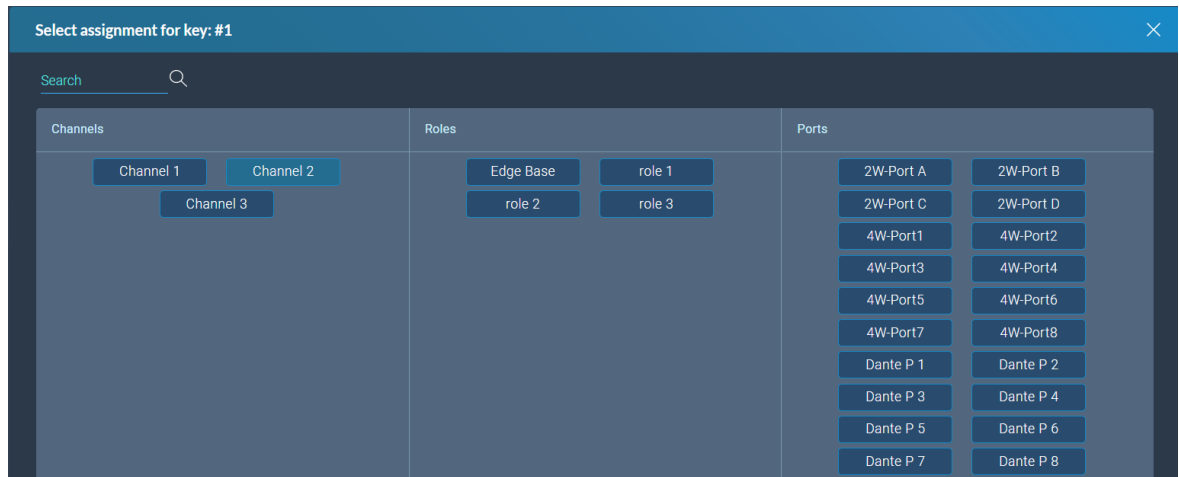 Select assignment for key: #1
Search
Channels
Roles
Ports
Channel 1
Channel 2
Channel 3
Edge Base
role 1
role 2
role 3
2W-Port A
2W-Port B
2W-Port C
2W-Port D
4W-Port1
4W-Port2
4W-Port3
4W-Port4
4W-Port5
4W-Port6
4W-Port7
4W-Port8
Dante P 1
Dante P 2
Dante P 3
Dante P 4
Dante P 5
Dante P 6
Dante P 7
Dante P 8